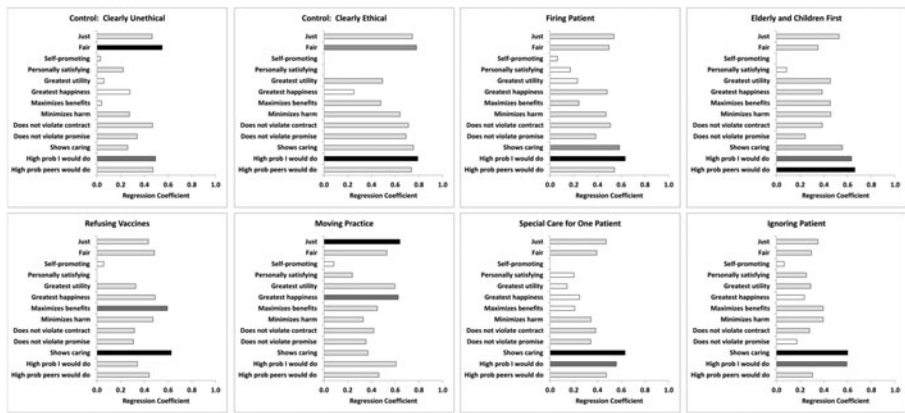 Control: Clearly Unethical
Just
Fair
Self-promoting
Personally satisfying
Greatest utility
Greatest happiness
Maximizes benefits
Minimizes harm
Does not violate contract
Does not violate promise
Shows caring
High prob I would do
High prob peers would do
0.0 0.2 0.4 0.6 0.8 1.0
Regression Coefficient
Control: Clearly Ethical
Just
Fair
Self-promoting
Personally satisfying
Greatest utility
Greatest happiness
Maximizes benefits
Minimizes harm
Does not violate contract
Does not violate promise
Shows caring
High prob I would do
High prob peers would do
0.0 0.2 0.4 0.6 0.8 1.0
Regression Coefficient
Firing Patient
Just
Fair
Self-promoting
Personally satisfying
Greatest utility
Greatest happiness
Maximizes benefits
Minimizes harm
Does not violate contract
Does not violate promise
Shows caring
High prob I would do
High prob peers would do
0.0 0.2 0.4 0.6 0.8 1.0
Regression Coefficient
Elderly and Children First
Just
Fair
Self-promoting
Personally satisfying
Greatest utility
Greatest happiness
Maximizes benefits
Minimizes harm
Does not violate contract
Does not violate promise
Shows caring
High prob I would do
High prob peers would do
0.0 0.2 0.4 0.6 0.8 1.0
Regression Coefficient
Refusing Vaccines
Just
Fair
Self-promoting
Personally satisfying
Greatest utility
Greatest happiness
Maximizes benefits
Minimizes harm
Does not violate contract
Does not violate promise
Shows caring
High prob I would do
High prob peers would do
0.0 0.2 0.4 0.6 0.8 1.0
Regression Coefficient
Moving Practice
Just
Fair
Self-promoting
Personally satisfying
Greatest utility
Greatest happiness
Maximizes benefits
Minimizes harm
Does not violate contract
Does not violate promise
Shows caring
High prob I would do
High prob peers would do
0.0 0.2 0.4 0.6 0.8 1.0
Regression Coefficient
Special Care for One Patient
Just
Fair
Self-promoting
Personally satisfying
Greatest utility
Greatest happiness
Maximizes benefits
Minimizes harm
Does not violate contract
Does not violate promise
Shows caring
High prob I would do
High prob peers would do
0.0 0.2 0.4 0.6 0.8 1.0
Regression Coefficient
Ignoring Patient
Just
Fair
Self-promoting
Personally satisfying
Greatest utility
Greatest happiness
Maximizes benefits
Minimizes harm
Does not violate contract
Does not violate promise
Shows caring
High prob I would do
High prob peers would do
0.0 0.2 0.4 0.6 0.8 1.0
Regression Coefficient